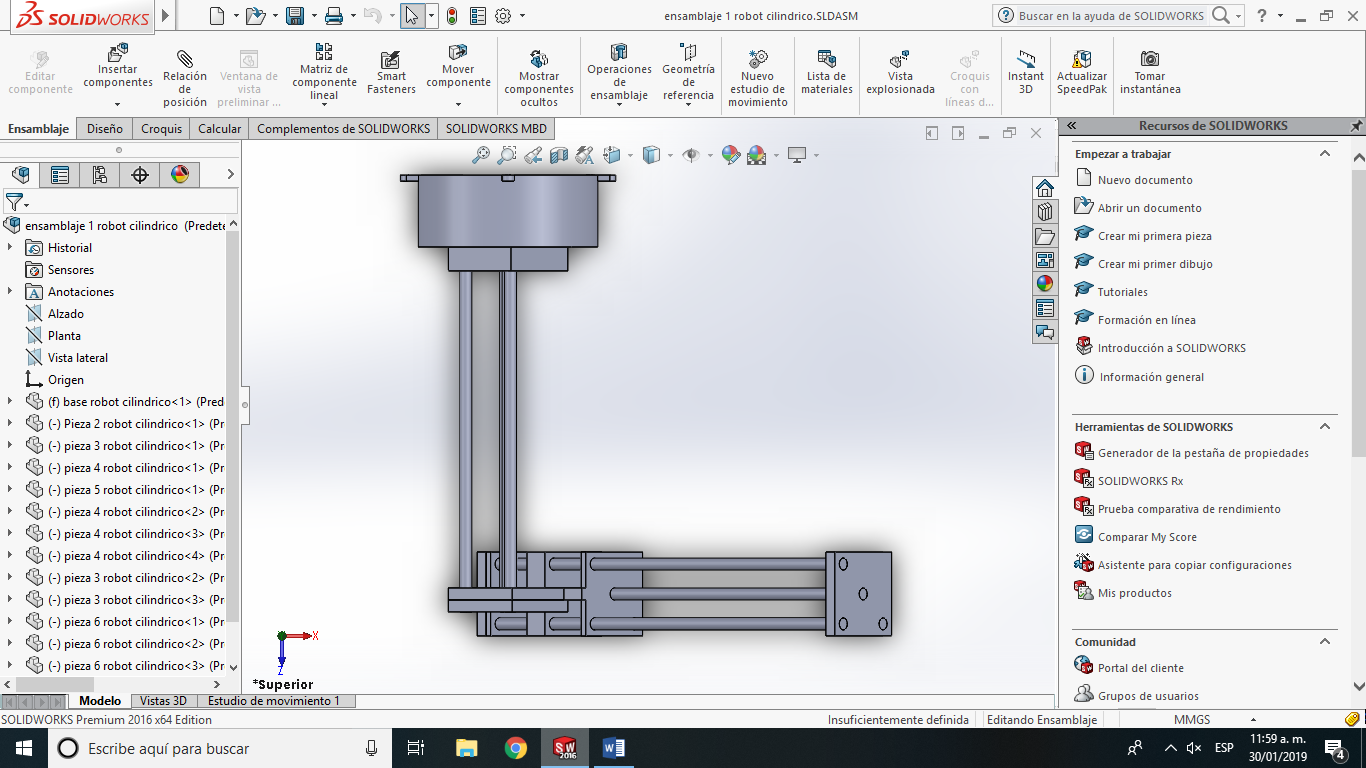 SOLIDWORKS
ensamblaje 1 robot cilindrico.SLDASM
Buscar en la ayuda de SOLIDWORKS
Editar
componente
Insertar
componentes
Relación
de
posición
Ventana de
vista
preliminar ...
Matriz de
componente
lineal
Smart
Fasteners
Mover
componente
Mostrar
componentes
ocultos
Operaciones
de
ensamblaje
Geometría
de
referencia
Nuevo
estudio de
movimiento
Lista de
materiales
Vista
explosionada
Croquis
con
líneas d...
Instant
3D
Actualizar
SpeedPak
Tomar
instantánea
Ensamblaje
Diseño
Croquis
Calcular
Complementos de SOLIDWORKS
SOLIDWORKS MBD
ensamblaje 1 robot cilindrico (Predete
Historial
Sensores
Anotaciones
Alzado
Planta
Vista lateral
Origen
(f) base robot cilindrico<1> (Pred
(-) Pieza 2 robot cilindrico<1> (Pr
(-) pieza 3 robot cilindrico<1> (Pr
(-) pieza 4 robot cilindrico<1> (Pr
(-) pieza 5 robot cilindrico<1> (Pr
(-) pieza 4 robot cilindrico<2> (Pr
(-) pieza 4 robot cilindrico<3> (Pr
(-) pieza 4 robot cilindrico<4> (Pr
(-) pieza 3 robot cilindrico<2> (Pr
(-) pieza 3 robot cilindrico<3> (Pr
(-) pieza 6 robot cilindrico<1> (Pr
(-) pieza 6 robot cilindrico<2> (Pr
(-) pieza 6 robot cilindrico<3> (Pr
X
Z
*Superior
Recursos de SOLIDWORKS
Empezar a trabajar
Nuevo documento
Abrir un documento
Crear mi primera pieza
Crear mi primer dibujo
Tutoriales
Formación en línea
Introducción a SOLIDWORKS
Información general
Herramientas de SOLIDWORKS
Generador de la pestaña de propiedades
SOLIDWORKS Rx
Prueba comparativa de rendimiento
Comparar My Score
Asistente para copiar configuraciones
Mis productos
Comunidad
Portal del cliente
Grupos de usuarios
Modelo
Vistas 3D
Estudio de movimiento 1
SOLIDWORKS Premium 2016 x64 Edition
Insuficientemente definida
Editando Ensamblaje
MMGS
Escribe aquí para buscar
SW
2016
ESP
11:59 a. m.
30/01/2019
4